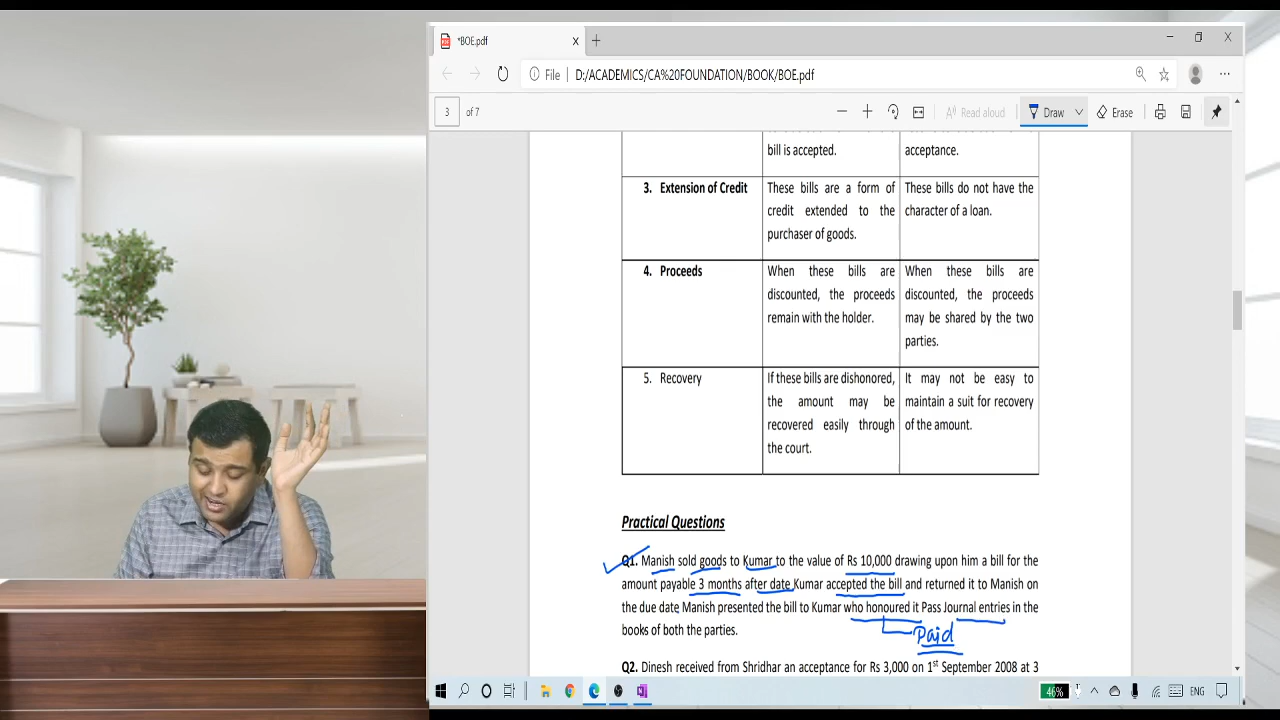 *BOE.pdf
File D:/ACADEMICS/CA%20FOUNDATION/BOOK/BOE.pdf
3 of 7 Read aloud Draw Erase
bill is accepted. acceptance.
3. Extension of Credit These bills are a form of These bills do not have the
credit extended to the character of a loan.
purchaser of goods.
4. Proceeds When these bills are When these bills are
discounted, the proceeds discounted, the proceeds
remain with the holder. may be shared by the two
parties.
5. Recovery If these bills are dishonored, It may not be easy to
the amount may be maintain a suit for recovery
recovered easily through of the amount.
the court.
Practical Questions
Q1. Manish sold goods to Kumar to the value of Rs 10,000 drawing upon him a bill for the
amount payable 3 months after date Kumar accepted the bill and returned it to Manish on
the due date Manish presented the bill to Kumar who honoured it Pass Journal entries in the
books of both the parties.
Paid
Q2. Dinesh received from Shridhar an acceptance for Rs 3,000 on 1st September 2008 at 3
46% ENG